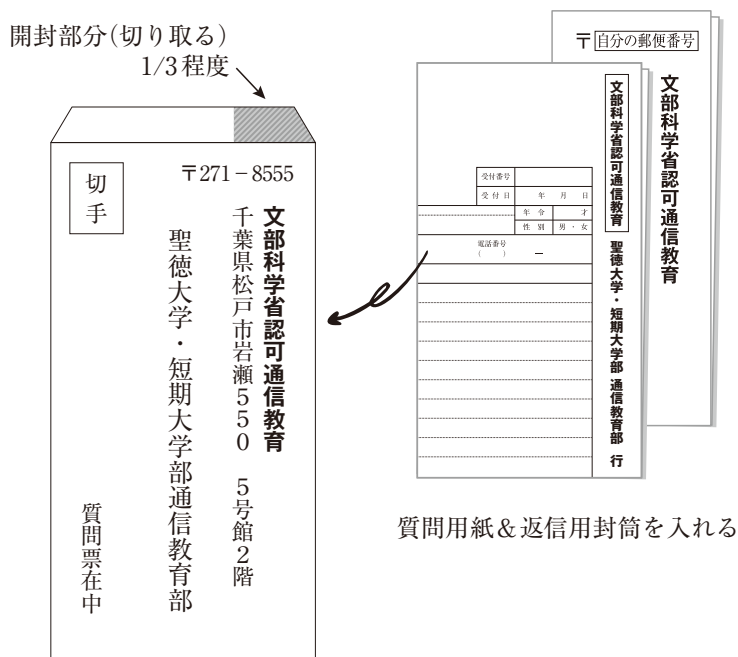 開封部分(切り取る)
1/3程度
切手
〒271-8555
文部科学省認可通信教育
千葉県松戸市岩瀬550 5号館2階
聖徳大学・短期大学部通信教育部
質問票在中
〒自分の郵便番号
文部科学省認可通信教育
文部科学省認可通信教育 聖徳大学・短期大学部 通信教育部 行
受付番号
受付日 年 月 日
年令 才
性別 男・女
電話番号
( ) ―
質問用紙&返信用封筒を入れる